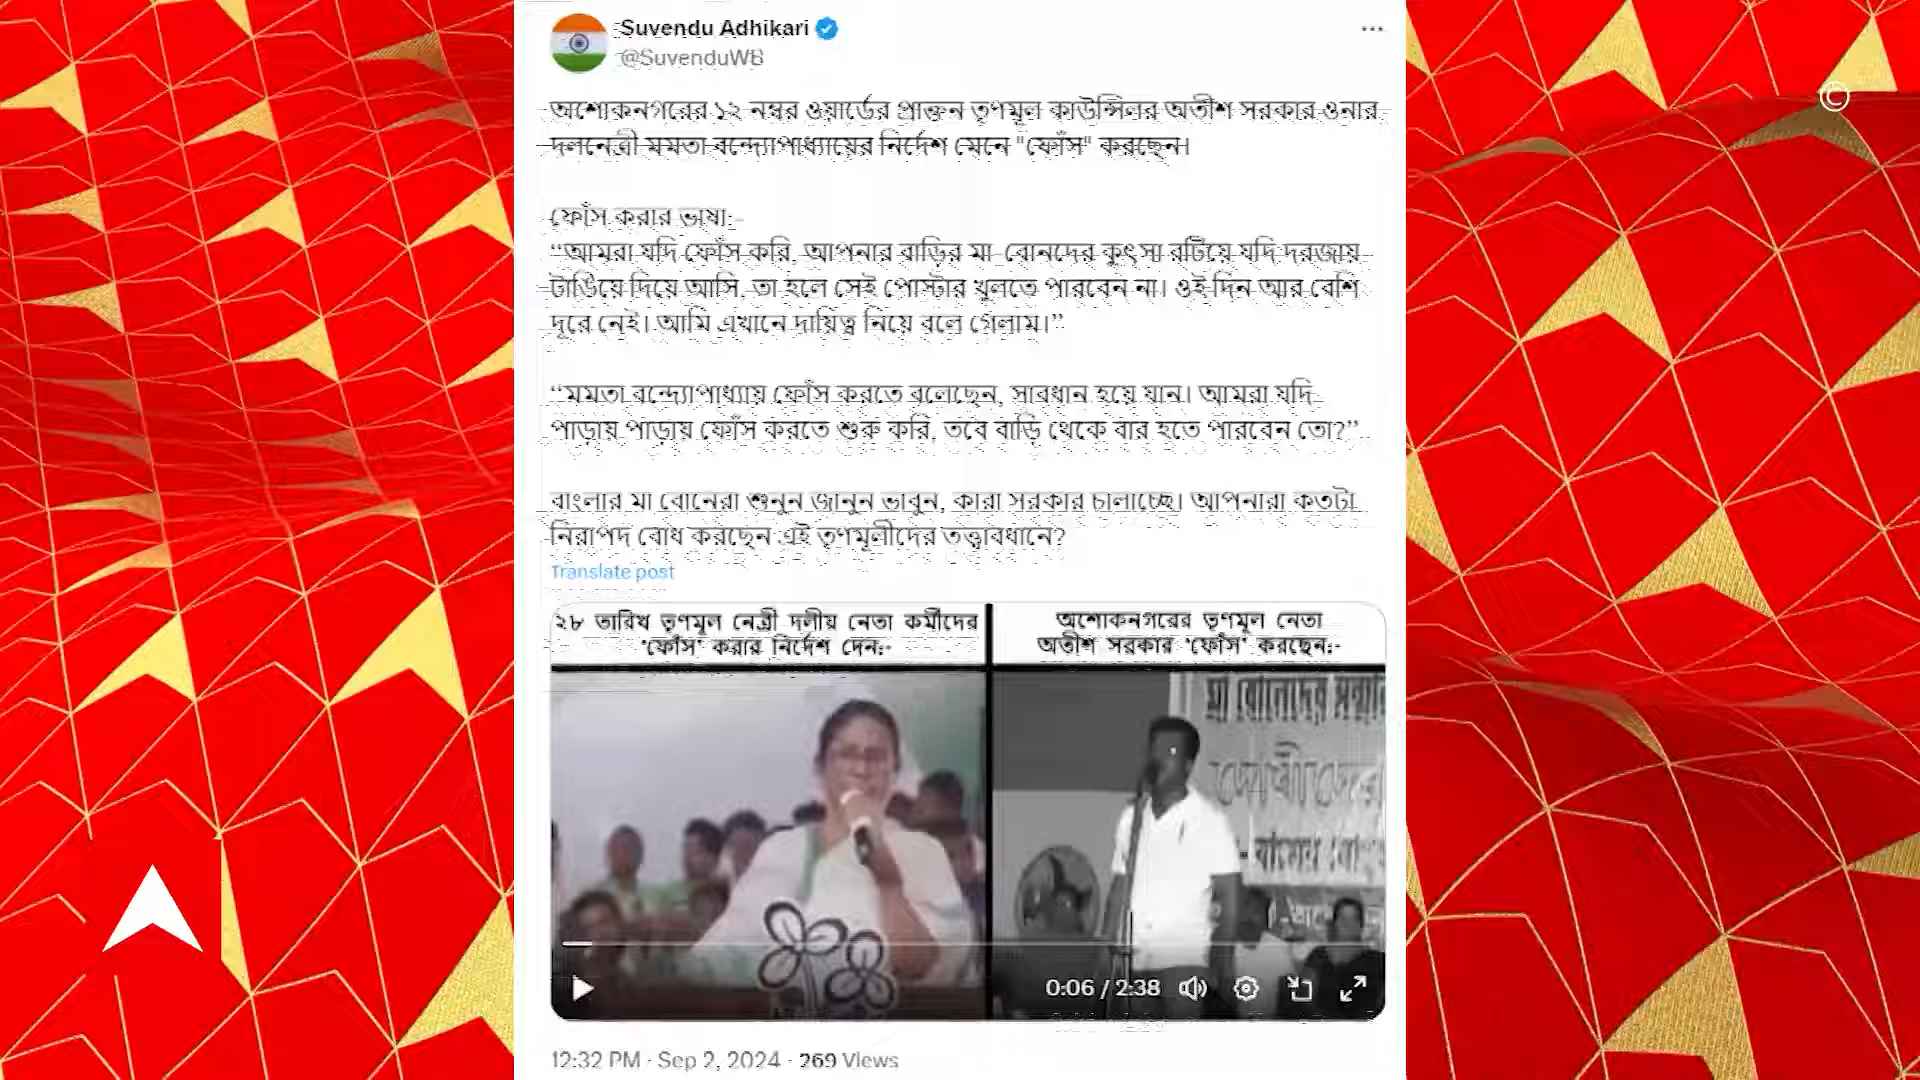 Suvendu Adhikari
@SuvenduWB
অশোকনগরের ১২ নম্বর ওয়ার্ডের প্রাক্তন তৃণমূল কাউন্সিলর অতীশ সরকার ওনার
দলনেত্রী মমতা বন্দ্যোপাধ্যায়ের নির্দেশ মেনে "ফোঁস" করছেন।
ফোঁস করার ভাষা:-
“আমরা যদি ফোঁস করি, আপনার বাড়ির মা-বোনদের কুৎসা রটিয়ে যদি দরজায়
টাঙিয়ে দিয়ে আসি, তা হলে সেই পোস্টার খুলতে পারবেন না। ওই দিন আর বেশি
দূরে নেই। আমি এখানে দায়িত্ব নিয়ে বলে গেলাম।”
“মমতা বন্দ্যোপাধ্যায় ফোঁস করতে বলেছেন, সাবধান হয়ে যান। আমরা যদি
পাড়ায় পাড়ায় ফোঁস করতে শুরু করি, তবে বাড়ি থেকে বার হতে পারবেন তো?”
বাংলার মা বোনেরা শুনুন জানুন ভাবুন, কারা সরকার চালাচ্ছে। আপনারা কতটা
নিরাপদ বোধ করছেন এই তৃণমূলীদের তত্ত্বাবধানে?
Translate post
২৮ তারিখ তৃণমূল নেত্রী দলীয় নেতা কর্মীদের
'ফোঁস' করার নির্দেশ দেন:-
অশোকনগরের তৃণমূল নেতা
অতীশ সরকার 'ফোঁস' করছেন:-
মা বোনেদের
0:06 / 2:38
12:32 PM · Sep 2, 2024 · 269 Views
©